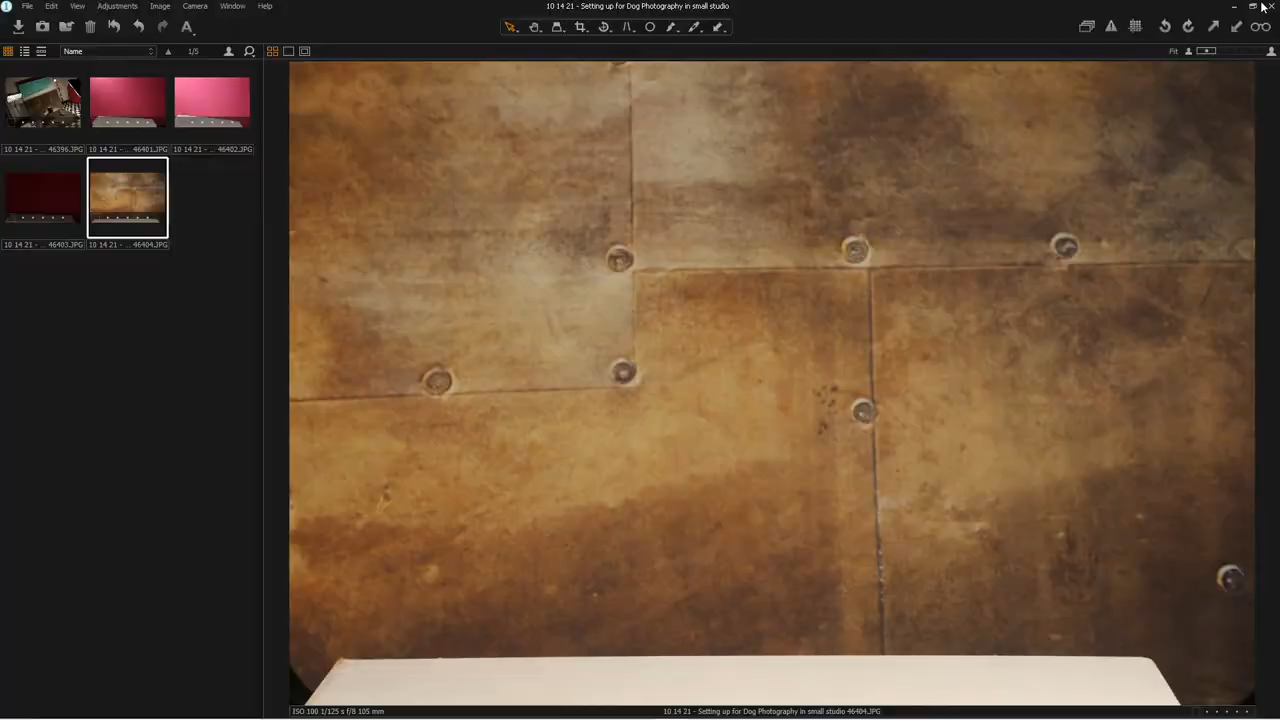 File Edit View Adjustments Image Camera Window Help
10 14 21 - Setting up for Dog Photography in small studio
Name
1/5
Fit
10 14 21 - ... 46396.JPG
10 14 21 - ... 46401.JPG
10 14 21 - ... 46402.JPG
10 14 21 - ... 46403.JPG
10 14 21 - ... 46404.JPG
ISO 100 1/125 s f/8 105 mm
10 14 21 - Setting up for Dog Photography in small studio 46404.JPG